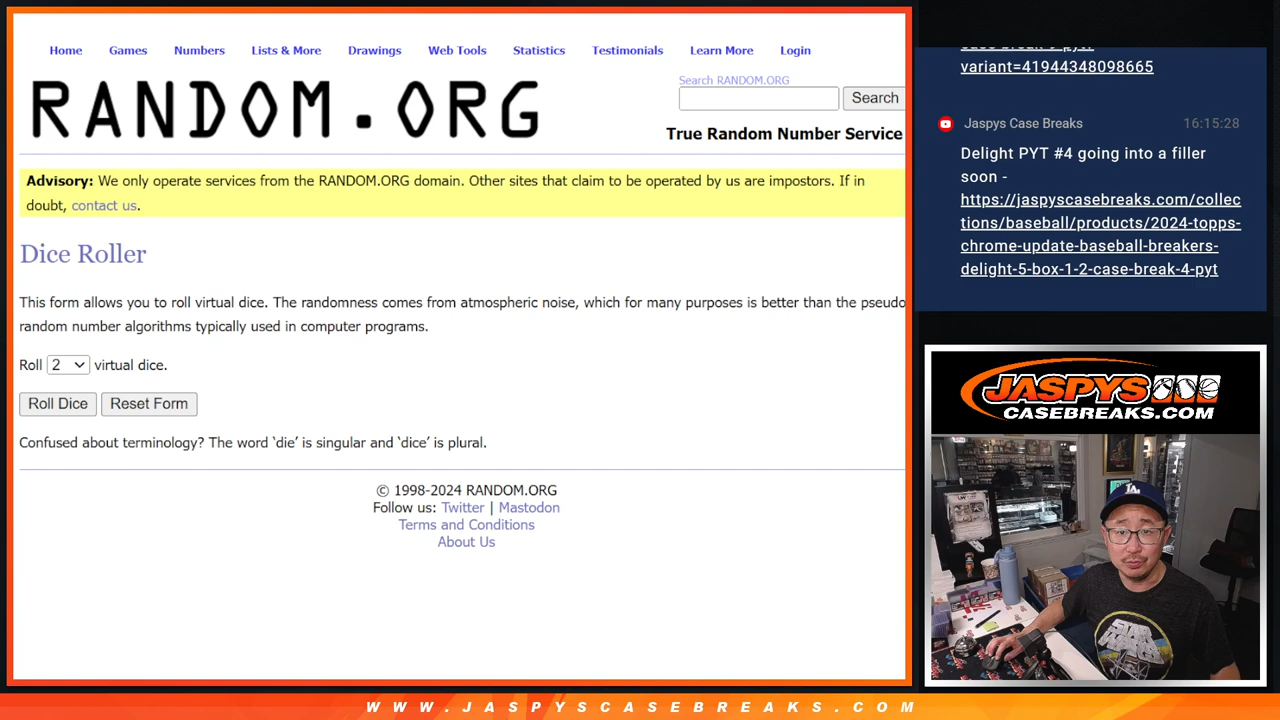 Home Games Numbers Lists & More Drawings Web Tools Statistics Testimonials Learn More Login
RANDOM.ORG
Search RANDOM.ORG
Search
True Random Number Service
Advisory: We only operate services from the RANDOM.ORG domain. Other sites that claim to be operated by us are impostors. If in
doubt, contact us.
Dice Roller
This form allows you to roll virtual dice. The randomness comes from atmospheric noise, which for many purposes is better than the pseudo
random number algorithms typically used in computer programs.
Roll 2 virtual dice.
Roll Dice Reset Form
Confused about terminology? The word ‘die’ is singular and ‘dice’ is plural.
© 1998-2024 RANDOM.ORG
Follow us: Twitter | Mastodon
Terms and Conditions
About Us
case-break-9-pyt?
variant=41944348098665
Jaspys Case Breaks 16:15:28
Delight PYT #4 going into a filler
soon -
https://jaspyscasebreaks.com/collec
tions/baseball/products/2024-topps-
chrome-update-baseball-breakers-
delight-5-box-1-2-case-break-4-pyt
JASPYS
CASEBREAKS.COM
LA
STAR
WARS
WWW.JASPYSCASEBREAKS.COM